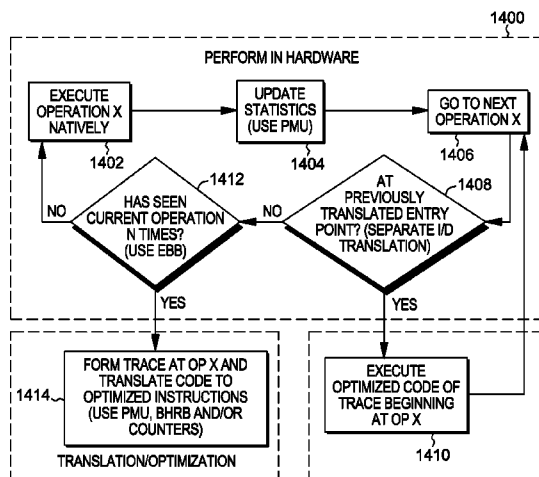 1400
PERFORM IN HARDWARE
EXECUTE
OPERATION X
NATIVELY
1402
UPDATE
STATISTICS
(USE PMU)
1404
GO TO NEXT
OPERATION X
1406
1412
HAS SEEN
CURRENT OPERATION
N TIMES?
(USE EBB)
NO
YES
1408
AT
PREVIOUSLY
TRANSLATED ENTRY
POINT? (SEPARATE I/D
TRANSLATION)
NO
YES
1414
FORM TRACE AT OP X AND
TRANSLATE CODE TO
OPTIMIZED INSTRUCTIONS
(USE PMU, BHRB AND/OR
COUNTERS)
TRANSLATION/OPTIMIZATION
EXECUTE
OPTIMIZED CODE OF
TRACE BEGINNING
AT OP X
1410